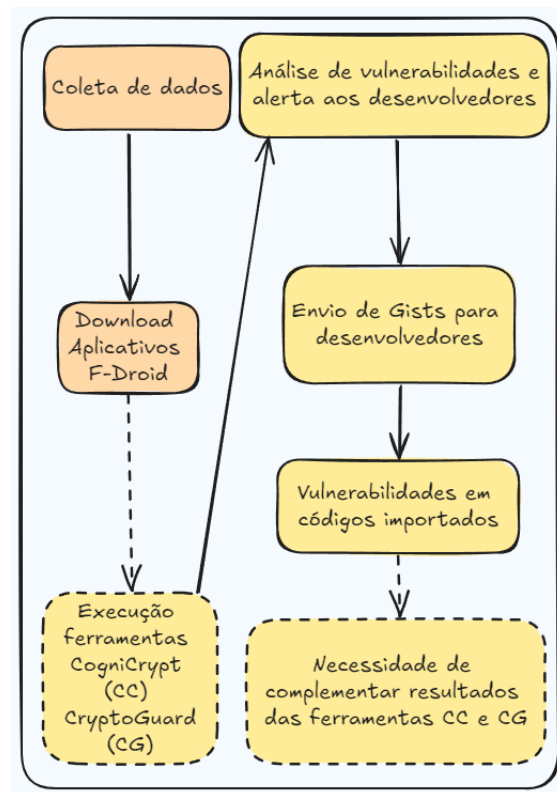 Coleta de dados
Download
Aplicativos
F-Droid
Execução
ferramentas
CogniCrypt
(CC)
CryptoGuard
(CG)
Análise de vulnerabilidades e
alerta aos desenvolvedores
Envio de Gists para
desenvolvedores
Vulnerabilidades em
códigos importados
Necessidade de
complementar resultados
das ferramentas CC e CG